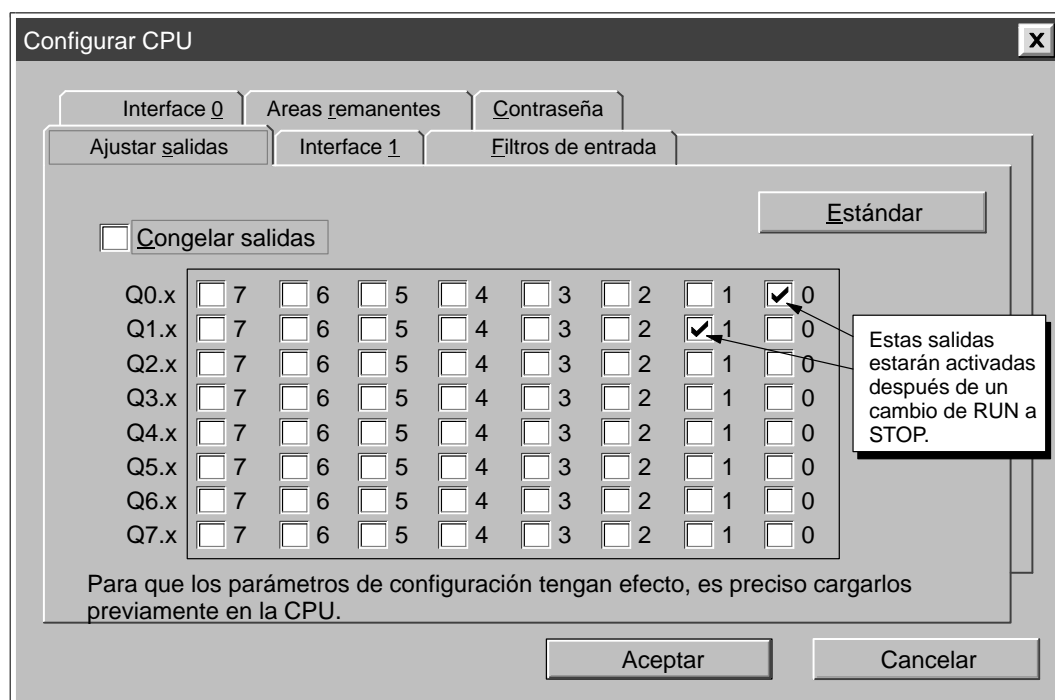 Configurar CPU
Interface 0 Areas remanentes Contraseña
Ajustar salidas Interface 1 Filtros de entrada
Estándar
Congelar salidas
Q0.x 7 6 5 4 3 2 1 0
Q1.x 7 6 5 4 3 2 1 0
Q2.x 7 6 5 4 3 2 1 0
Q3.x 7 6 5 4 3 2 1 0
Q4.x 7 6 5 4 3 2 1 0
Q5.x 7 6 5 4 3 2 1 0
Q6.x 7 6 5 4 3 2 1 0
Q7.x 7 6 5 4 3 2 1 0
Estas salidas
estarán activadas
después de un
cambio de RUN a
STOP.
Para que los parámetros de configuración tengan efecto, es preciso cargarlos
previamente en la CPU.
Aceptar Cancelar